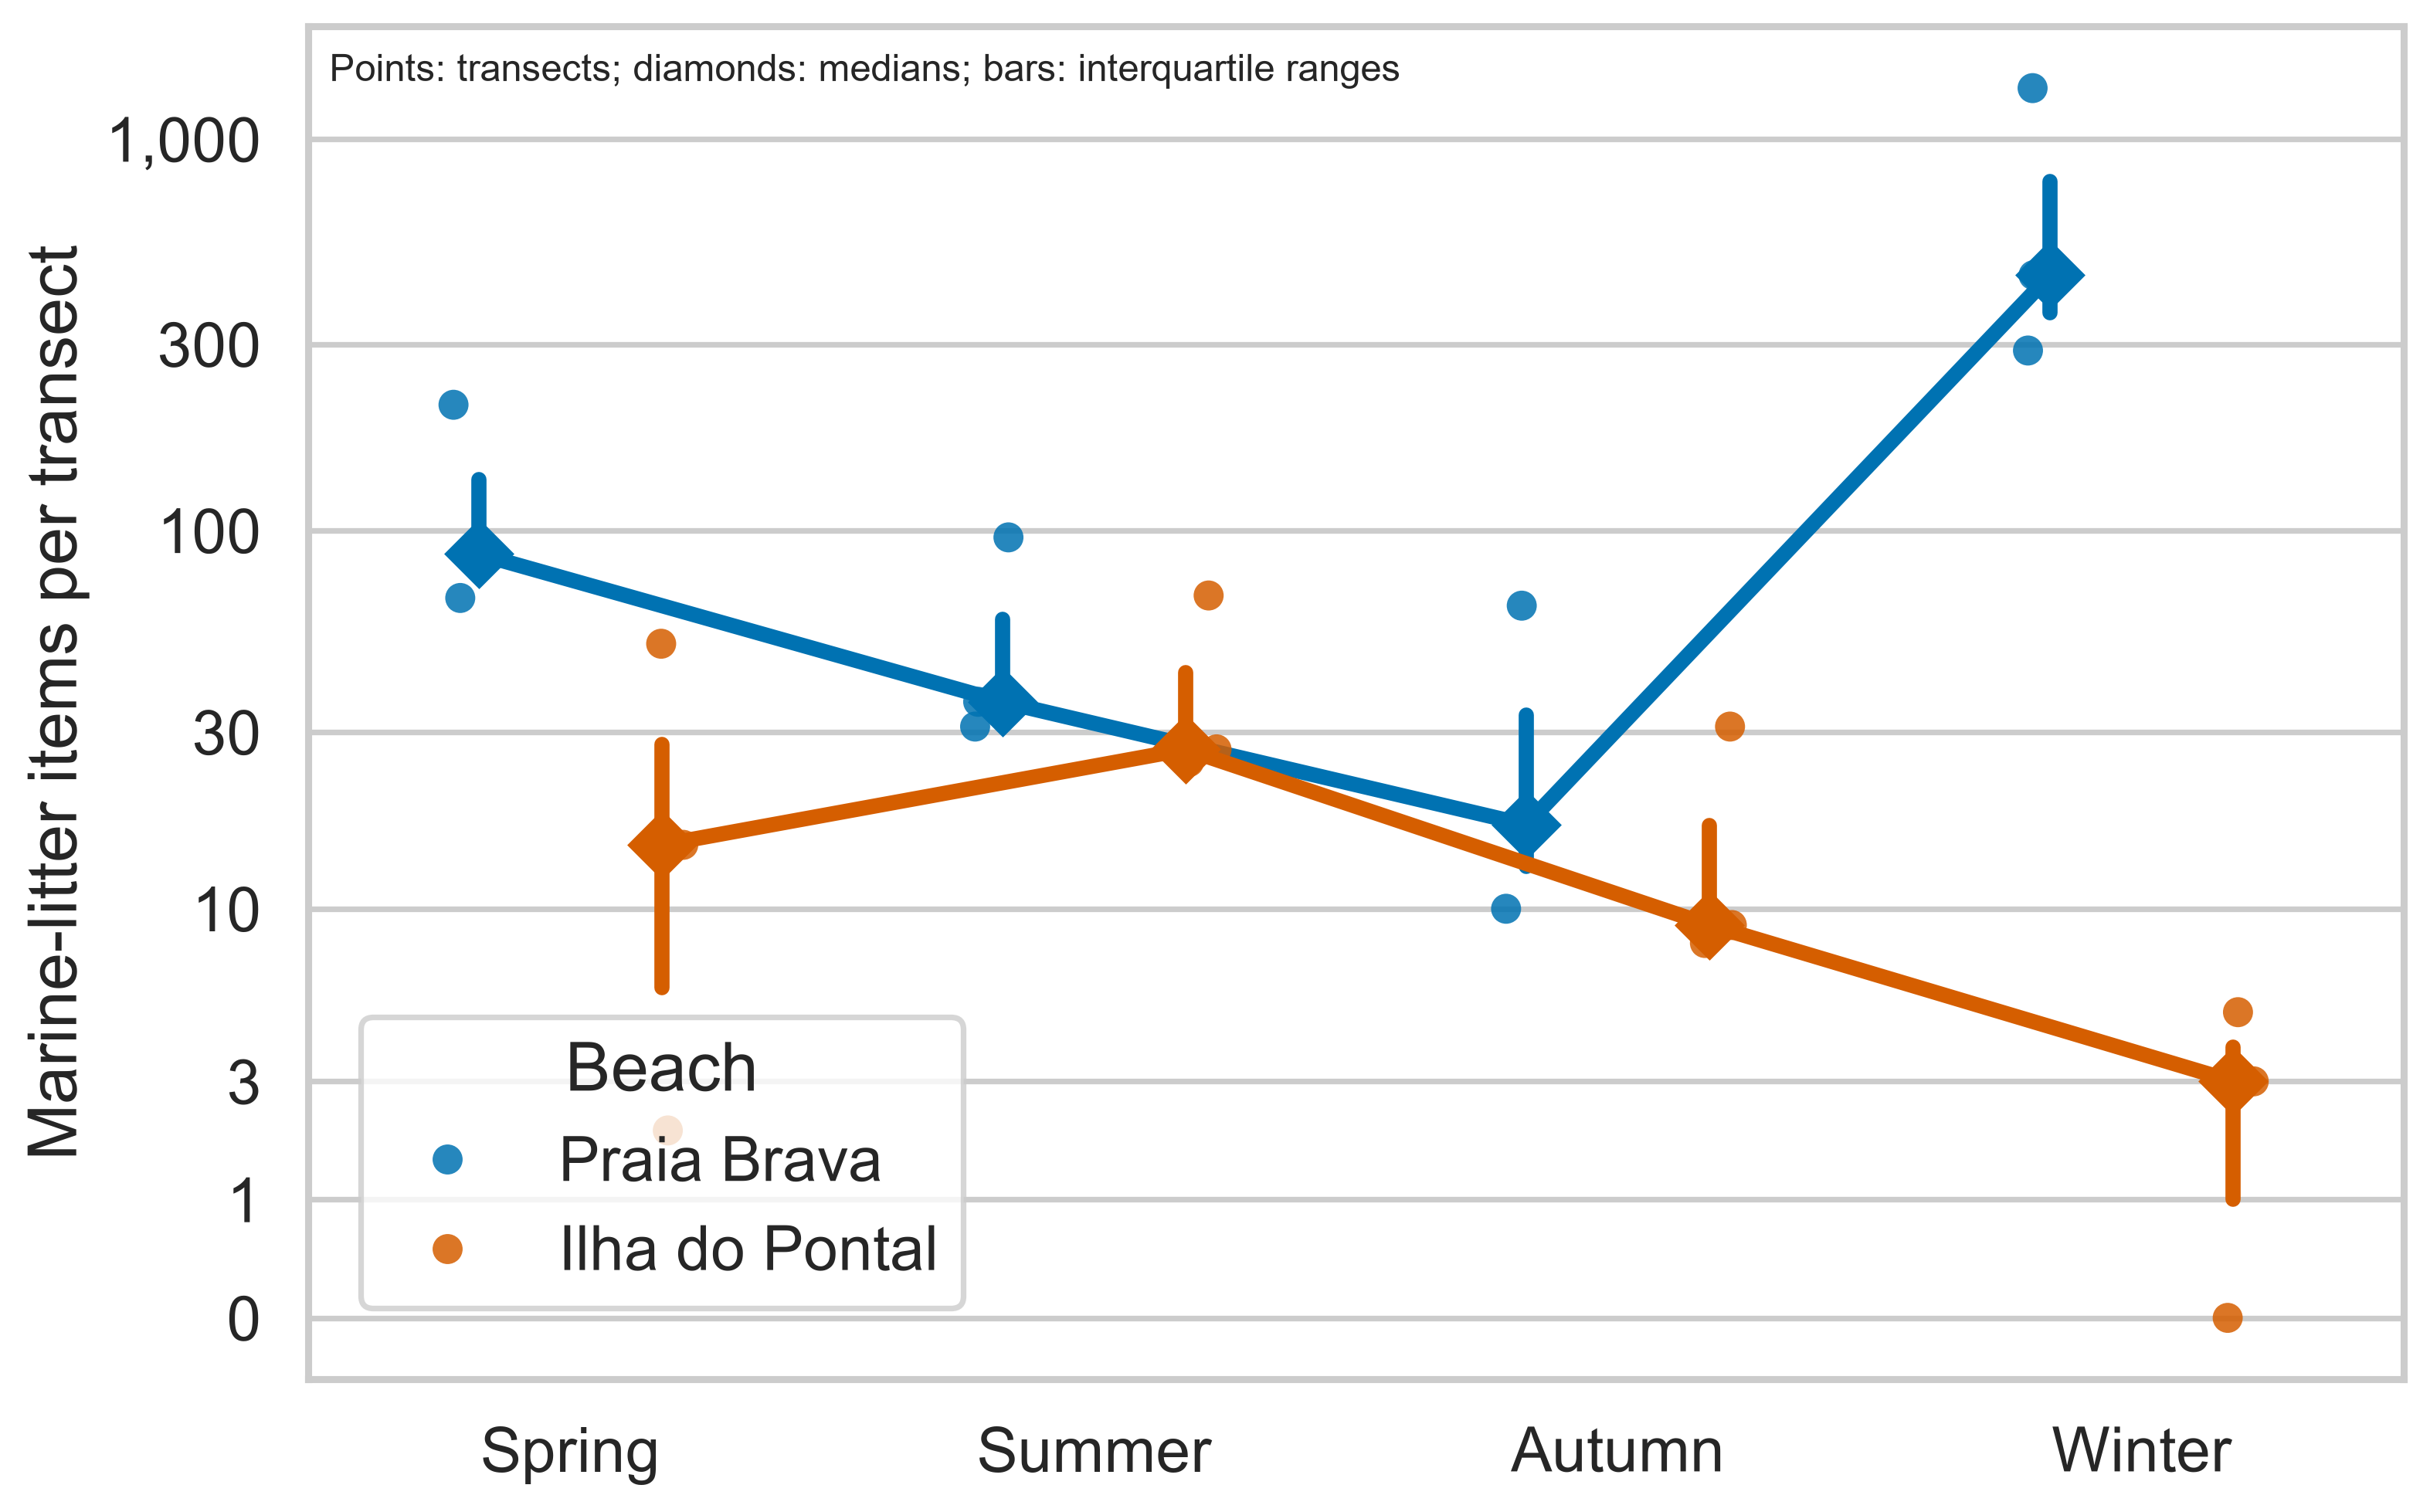 Points: transects; diamonds: medians; bars: interquartile ranges
Marine-litter items per transect
1,000
300
100
30
10
3
1
0
Beach
Praia Brava
Ilha do Pontal
Spring
Summer
Autumn
Winter